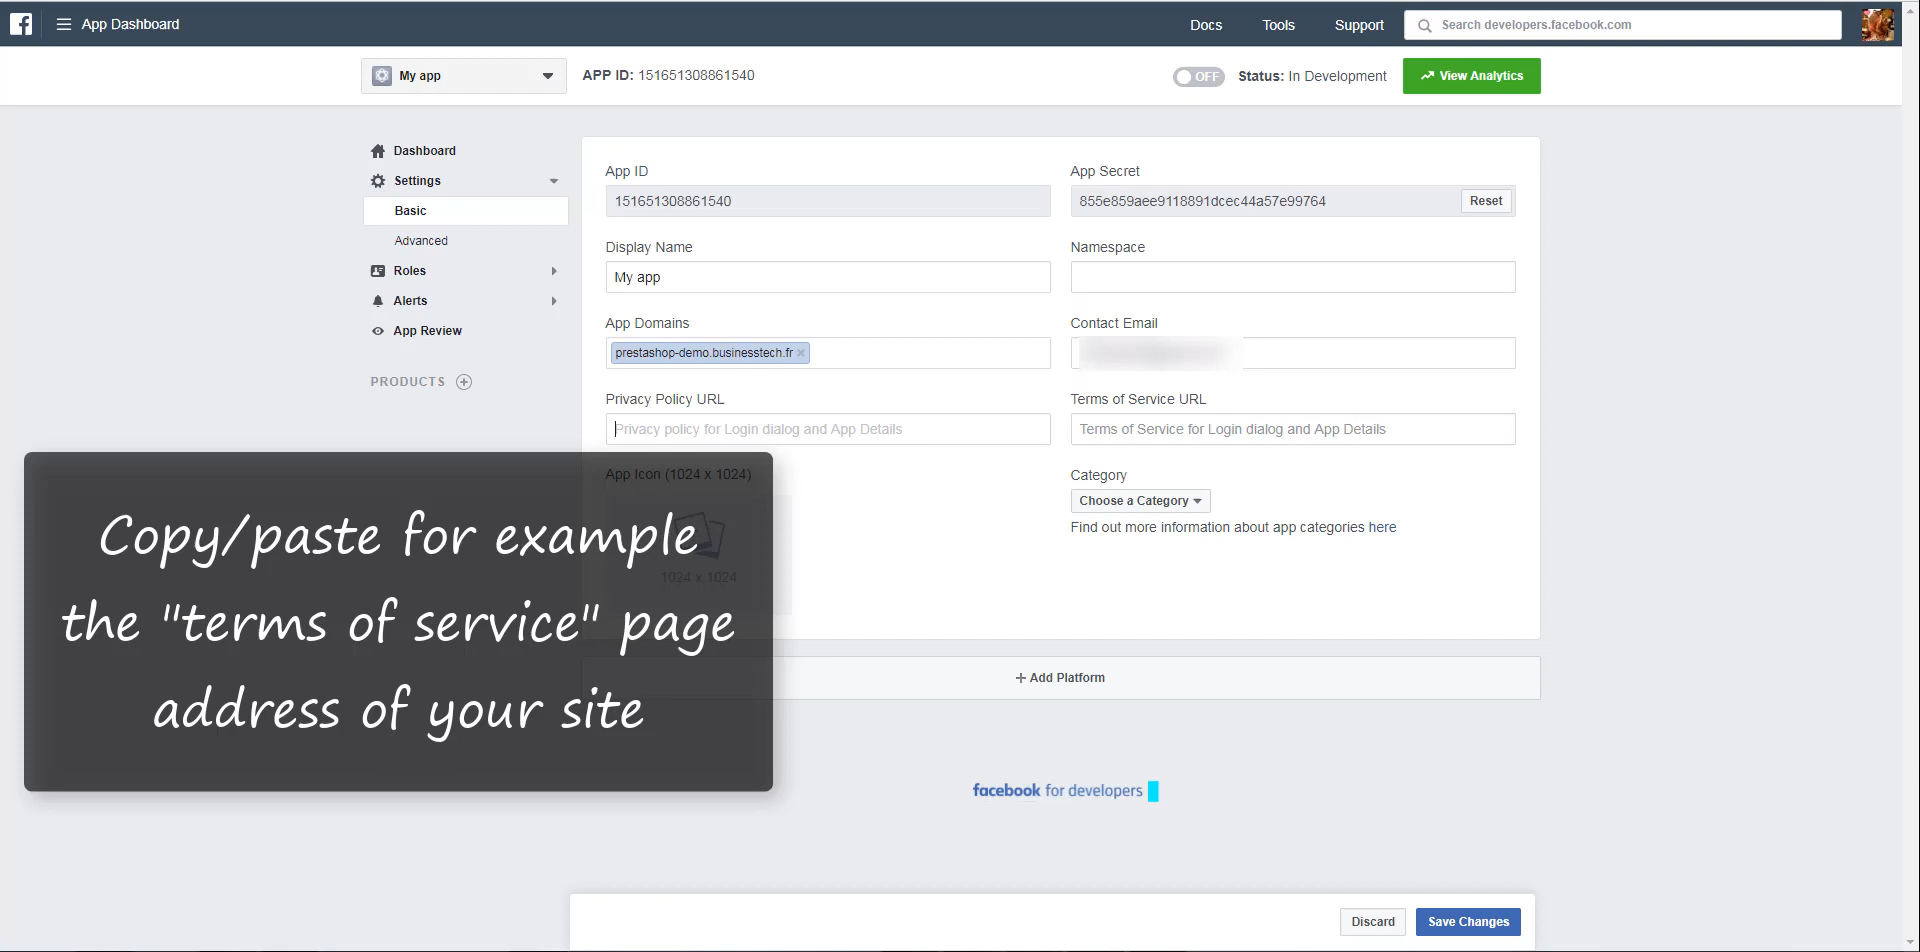 App Dashboard
Docs
Tools
Support
Search developers.facebook.com
My app
APP ID: 151651308861540
OFF
Status: In Development
View Analytics
Dashboard
Settings
Basic
Advanced
Roles
Alerts
App Review
PRODUCTS
App ID
151651308861540
App Secret
855e859aee9118891dcec44a57e99764
Reset
Display Name
My app
Namespace
App Domains
prestashop-demo.businesstech.fr ×
Contact Email
Privacy Policy URL
Privacy policy for Login dialog and App Details
Terms of Service URL
Terms of Service for Login dialog and App Details
App Icon (1024 x 1024)
1024 x 1024
Category
Choose a Category
Find out more information about app categories here
Copy/paste for example
the "terms of service" page
address of your site
+ Add Platform
facebook for developers
Discard
Save Changes